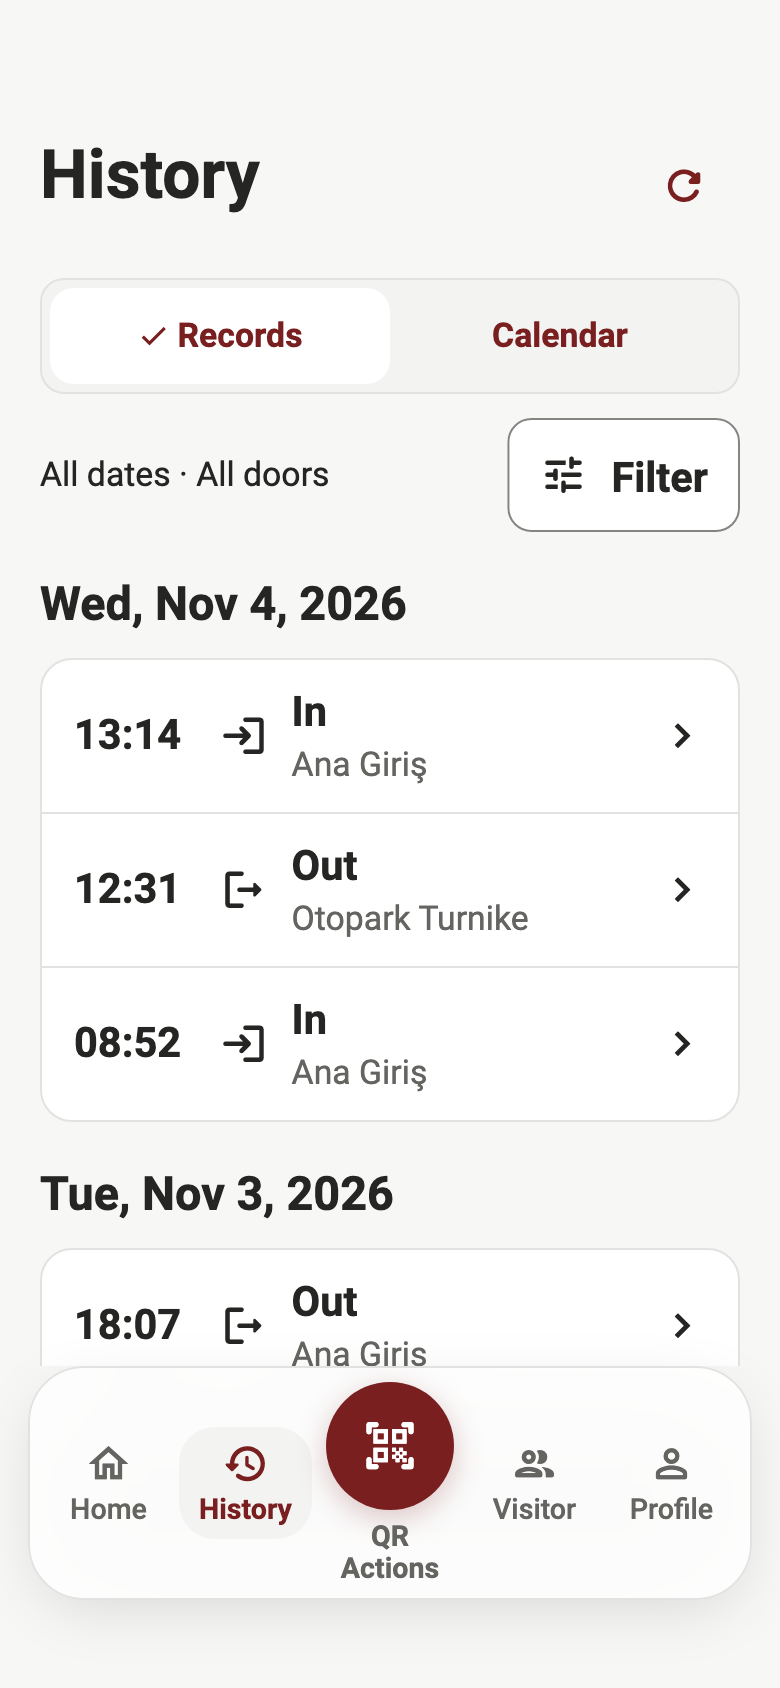 History
Records
Calendar
All dates · All doors
Filter
Wed, Nov 4, 2026
13:14
In
Ana Giriş
12:31
Out
Otopark Turnike
08:52
In
Ana Giriş
Tue, Nov 3, 2026
18:07
Out
Ana Giris
Home
History
QR
Actions
Visitor
Profile